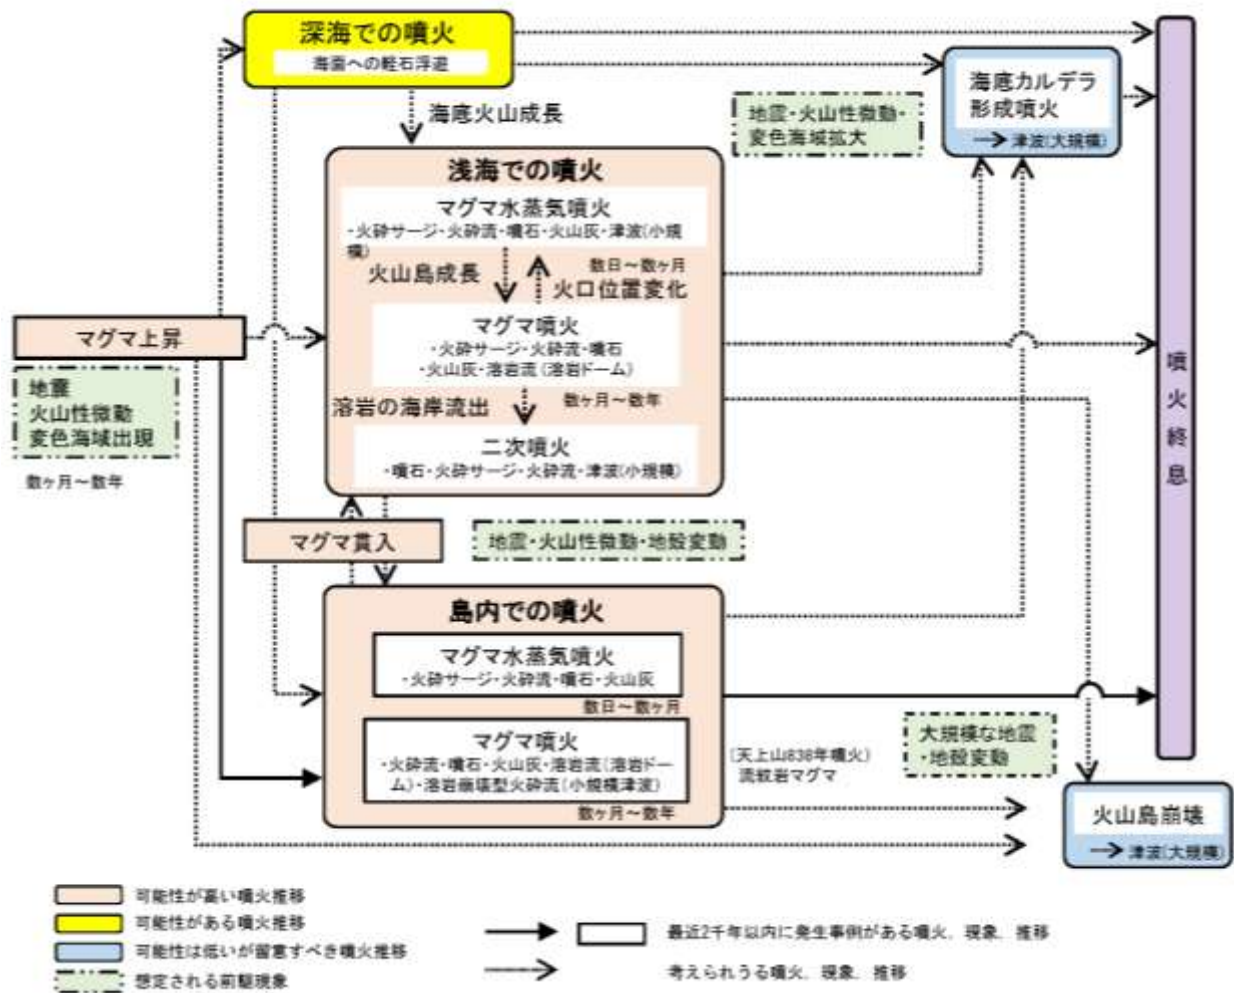 深海での噴火
海面への軽石浮遊
海底火山成長
地震・火山性微動・
変色海域拡大
海底カルデラ
形成噴火
津波(大規模)
浅海での噴火
マグマ水蒸気噴火
・火砕サージ・火砕流・噴石・火山灰・津波(小規
模)
火山島成長
数日～数ヶ月
火口位置変化
マグマ噴火
・火砕サージ・火砕流・噴石
・火山灰・溶岩流(溶岩ドーム)
溶岩の海岸流出
数ヶ月～数年
二次噴火
・噴石・火砕サージ・火砕流・津波(小規模)
マグマ上昇
地震
火山性微動
変色海域出現
数ヶ月～数年
マグマ貫入
地震・火山性微動・地殻変動
島内での噴火
マグマ水蒸気噴火
・火砕サージ・火砕流・噴石・火山灰
数日～数ヶ月
マグマ噴火
・火砕流・噴石・火山灰・溶岩流(溶岩ドー
ム)・溶岩崩壊型火砕流(小規模津波)
数ヶ月～数年
(天上山838年噴火)
流紋岩マグマ
大規模な地震
・地殻変動
火山島崩壊
津波(大規模)
噴火終息
可能性が高い噴火推移
可能性がある噴火推移
可能性は低いが留意すべき噴火推移
想定される前駆現象
最近2千年以内に発生事例がある噴火、現象、推移
考えられうる噴火、現象、推移